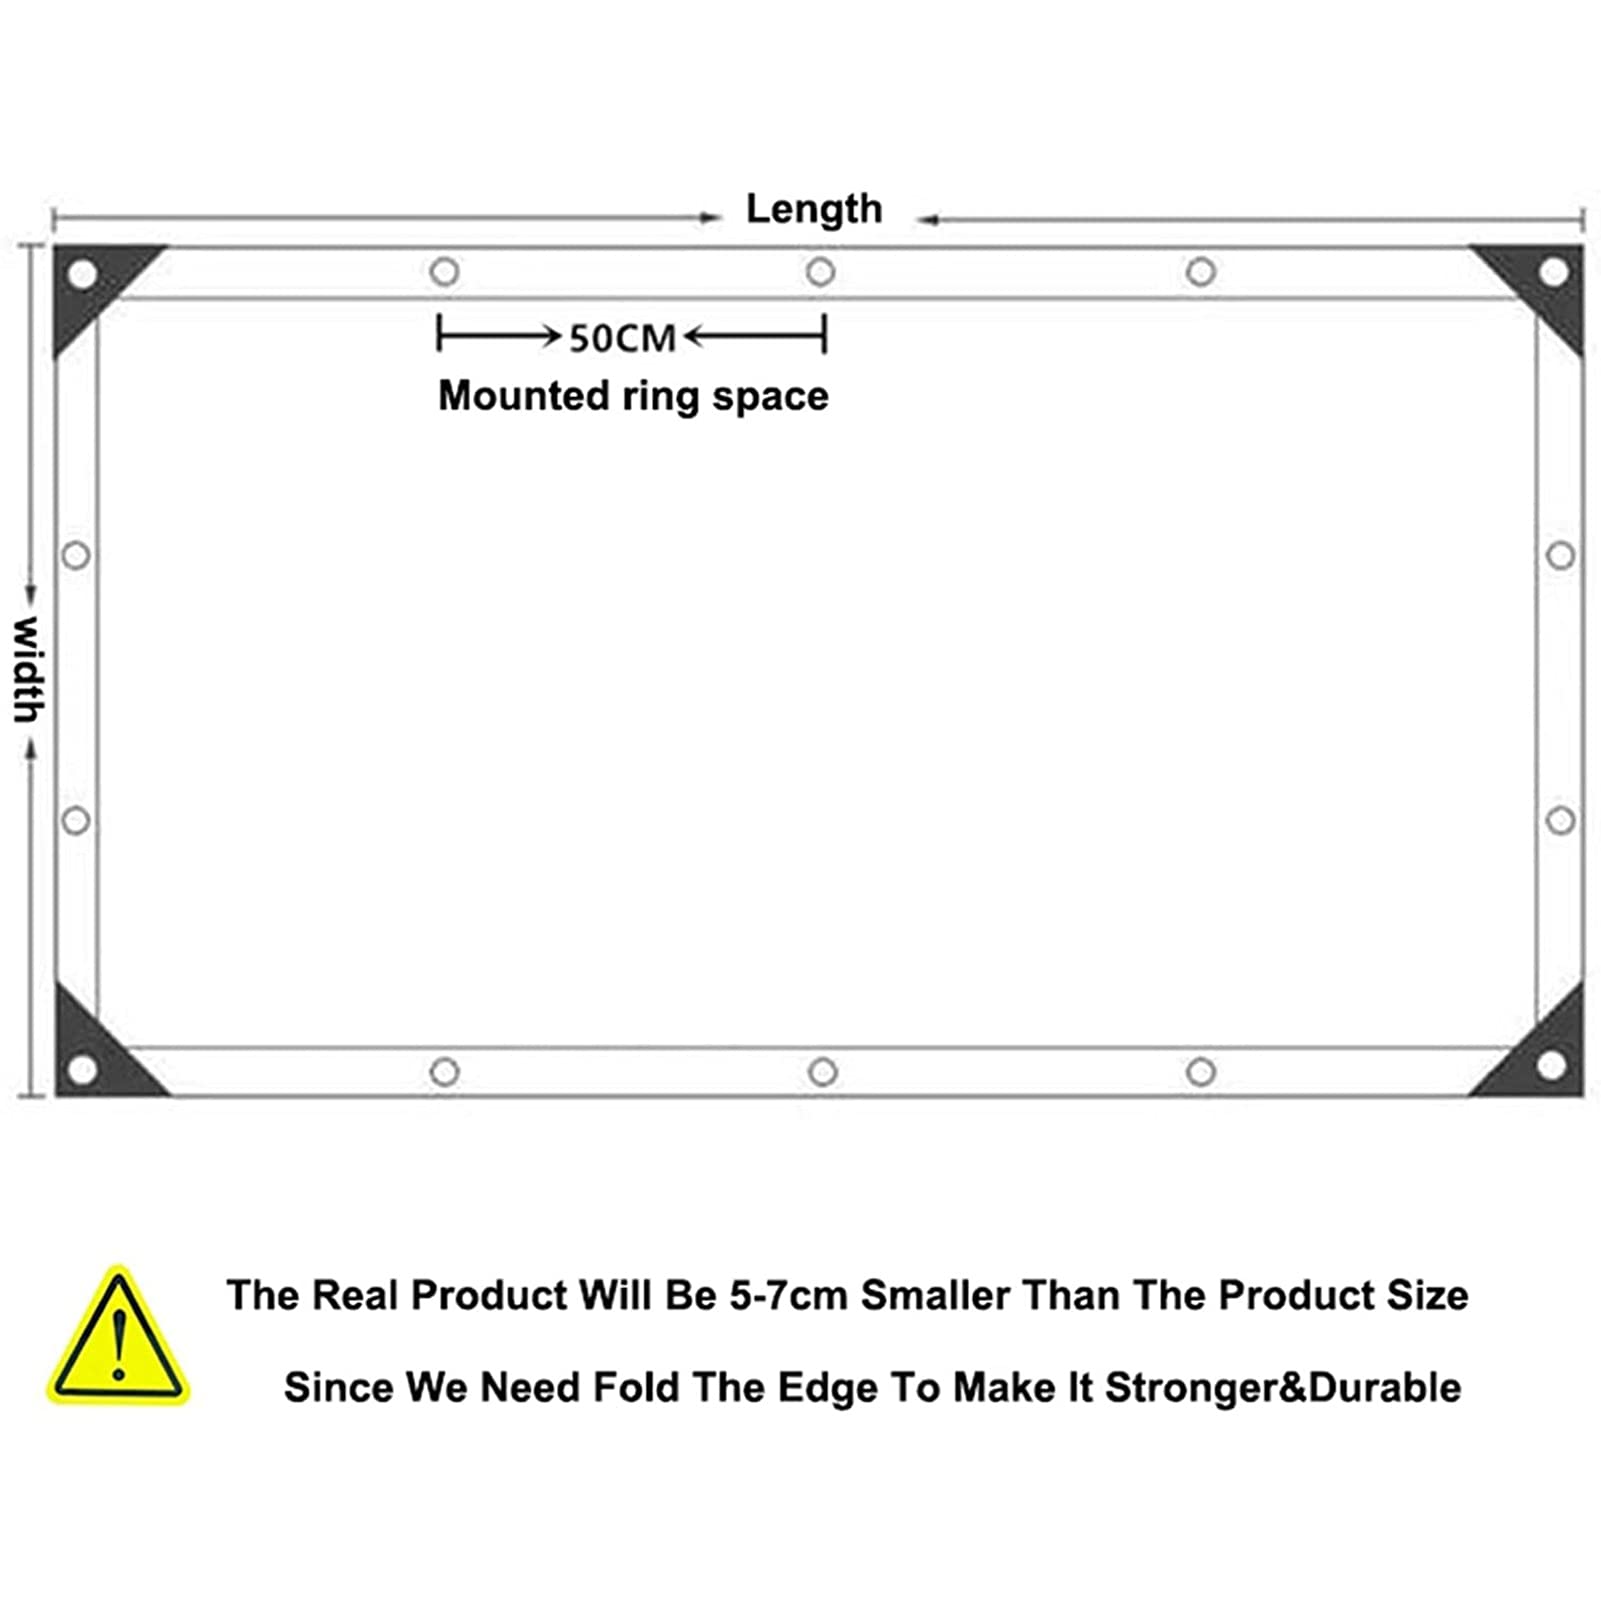 Length
50CM
Mounted ring space
width
The Real Product Will Be 5-7cm Smaller Than The Product Size
Since We Need Fold The Edge To Make It Stronger&Durable